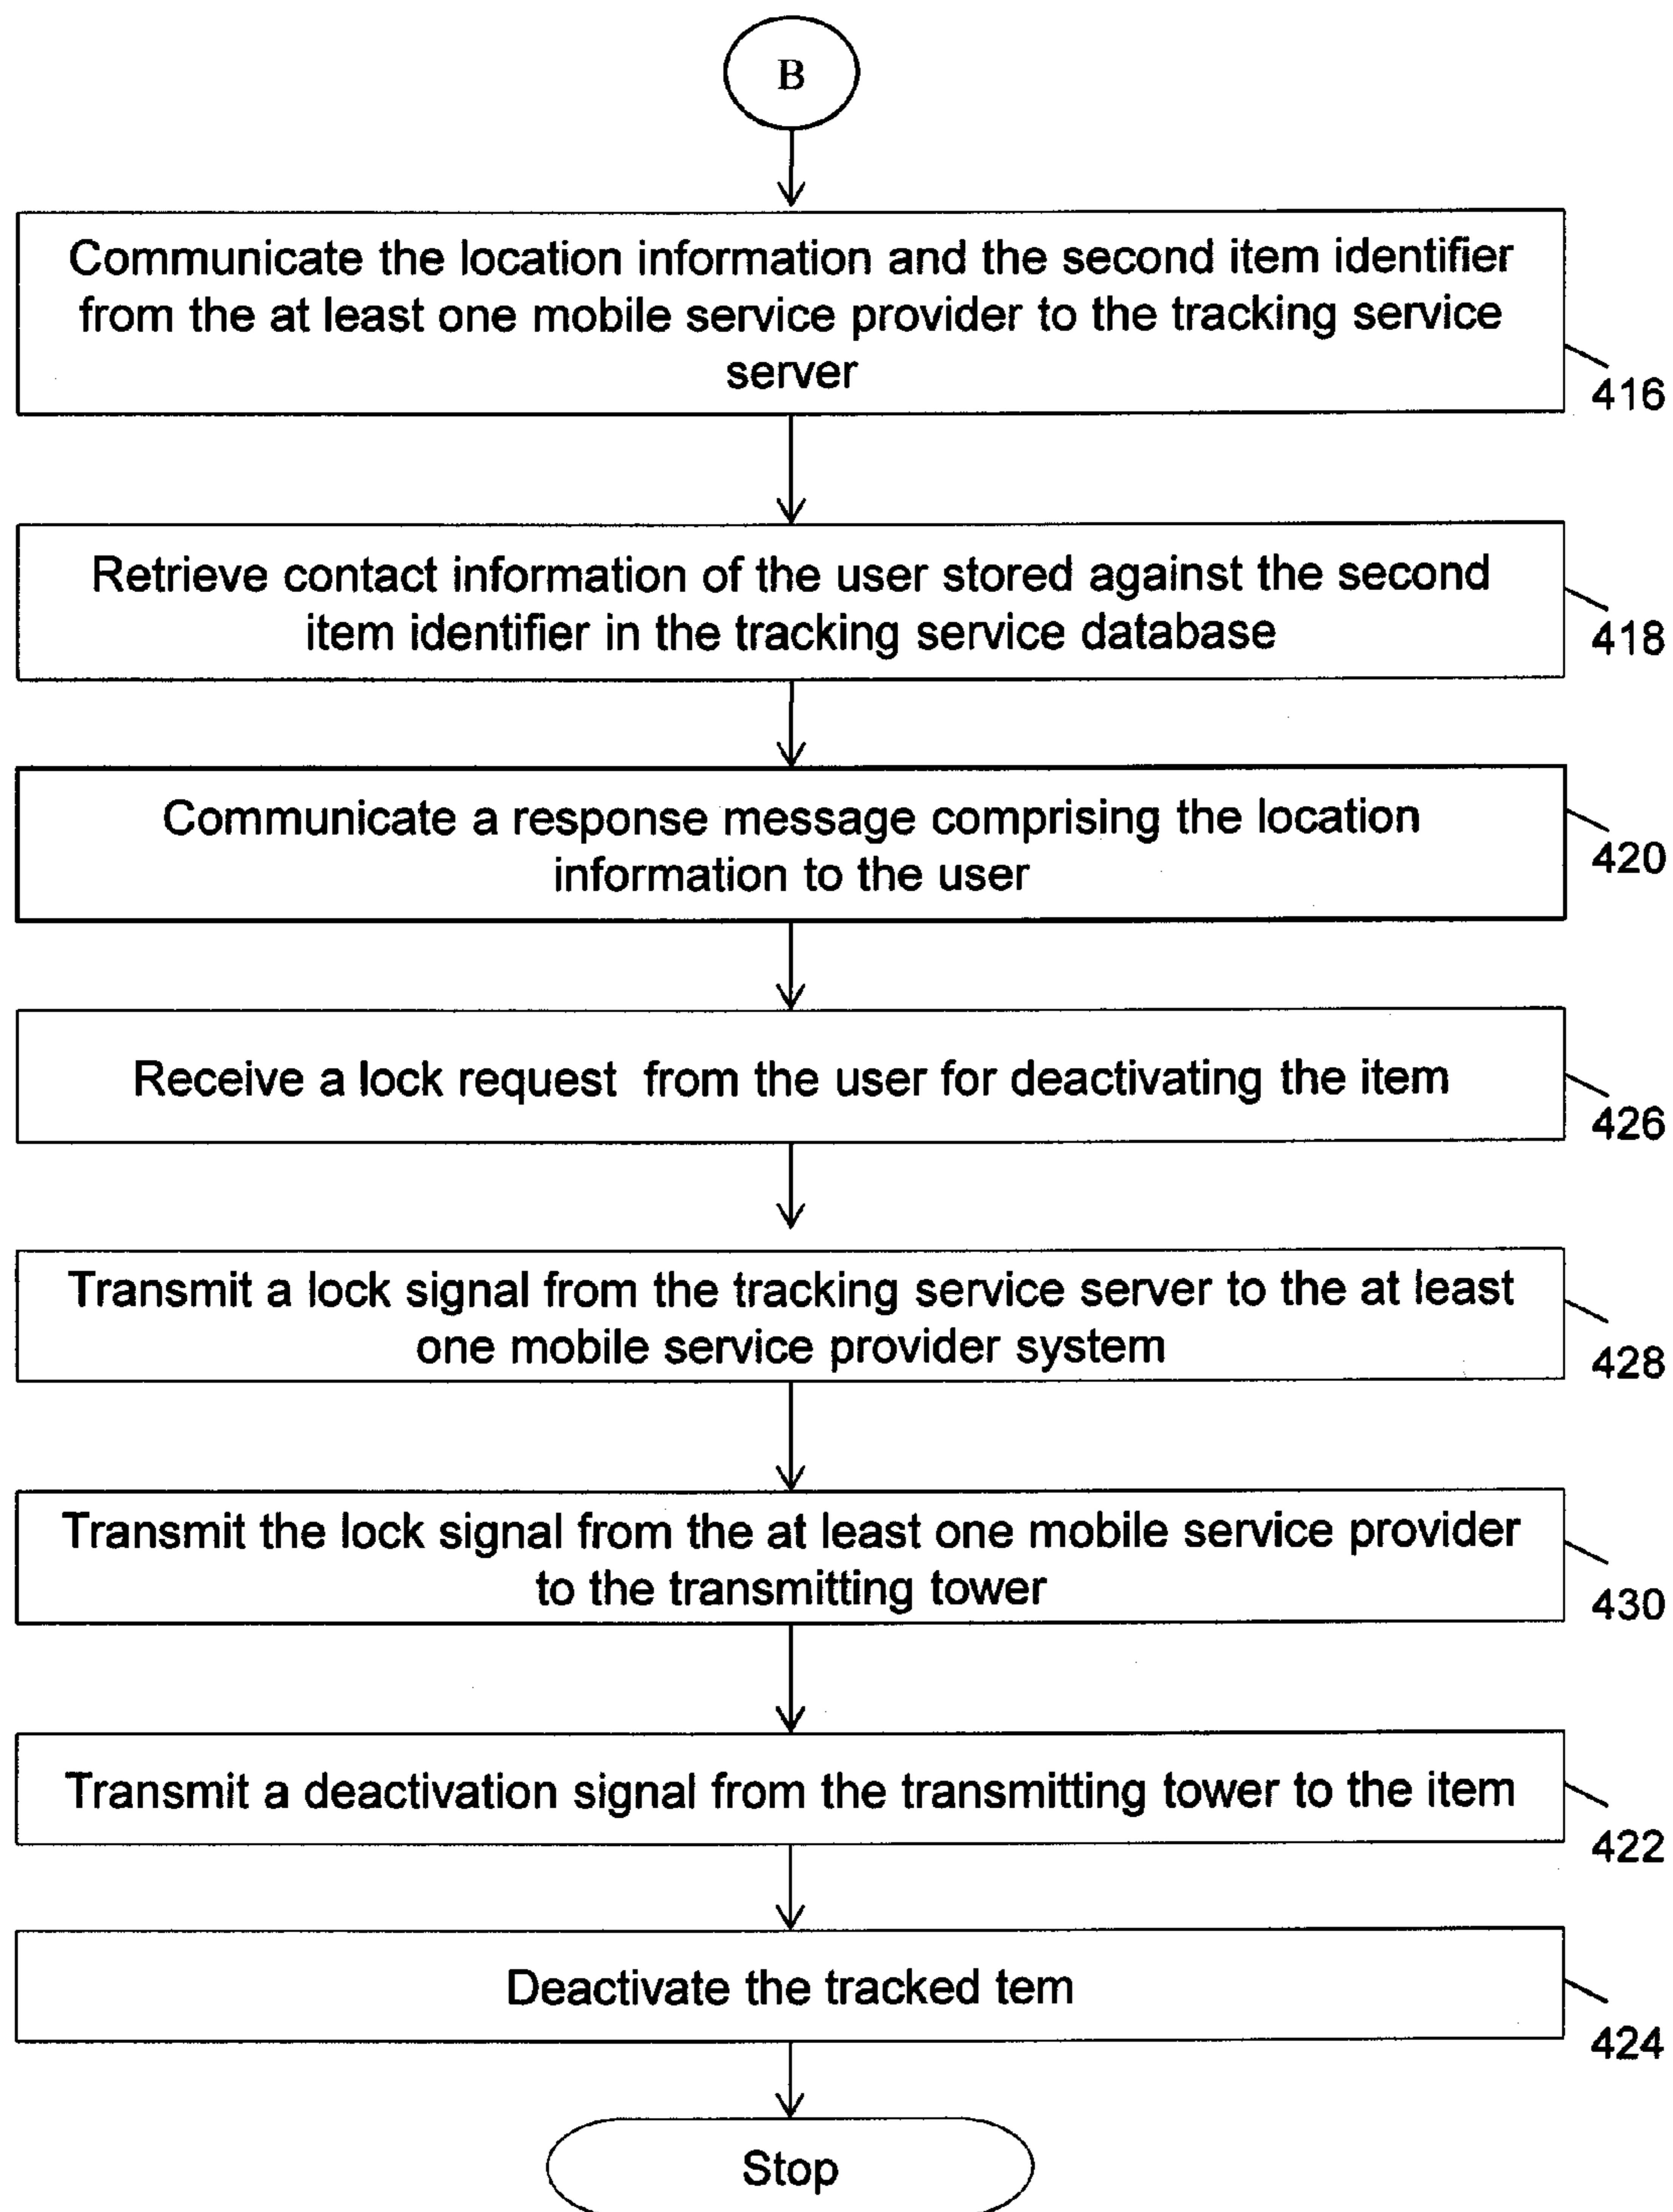 B
Communicate the location information and the second item identifier
from the at least one mobile service provider to the tracking service
server
416
Retrieve contact information of the user stored against the second
item identifier in the tracking service database
418
Communicate a response message comprising the location
information to the user
420
Receive a lock request from the user for deactivating the item
426
Transmit a lock signal from the tracking service server to the at least
one mobile service provider system
428
Transmit the lock signal from the at least one mobile service provider
to the transmitting tower
430
Transmit a deactivation signal from the transmitting tower to the item
422
Deactivate the tracked tem
424
Stop